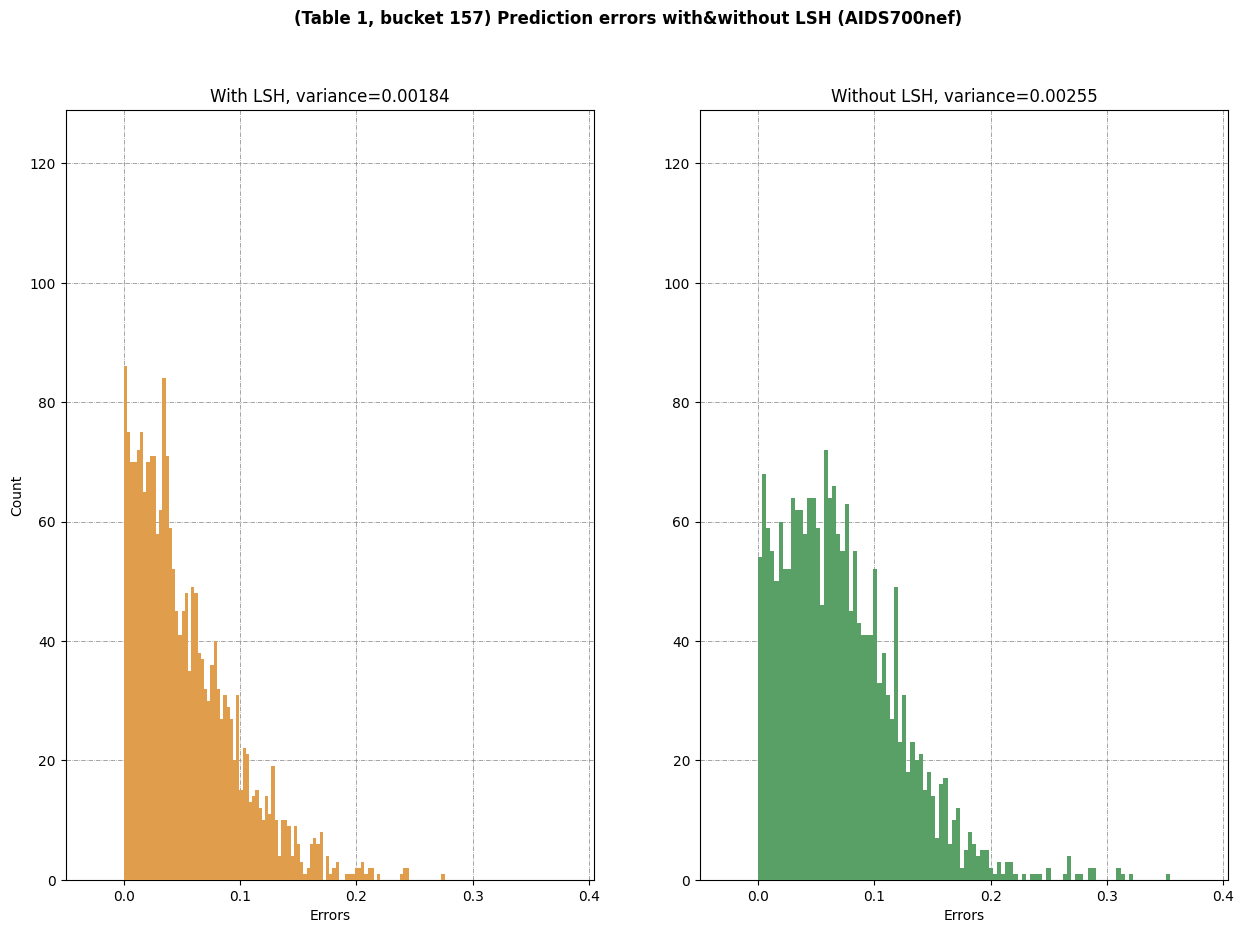 (Table 1, bucket 157) Prediction errors with&without LSH (AIDS700nef)
With LSH, variance=0.00184
120
100
80
60
40
20
0
Count
0.0 0.1 0.2 0.3 0.4
Errors
Without LSH, variance=0.00255
120
100
80
60
40
20
0
0.0 0.1 0.2 0.3 0.4
Errors